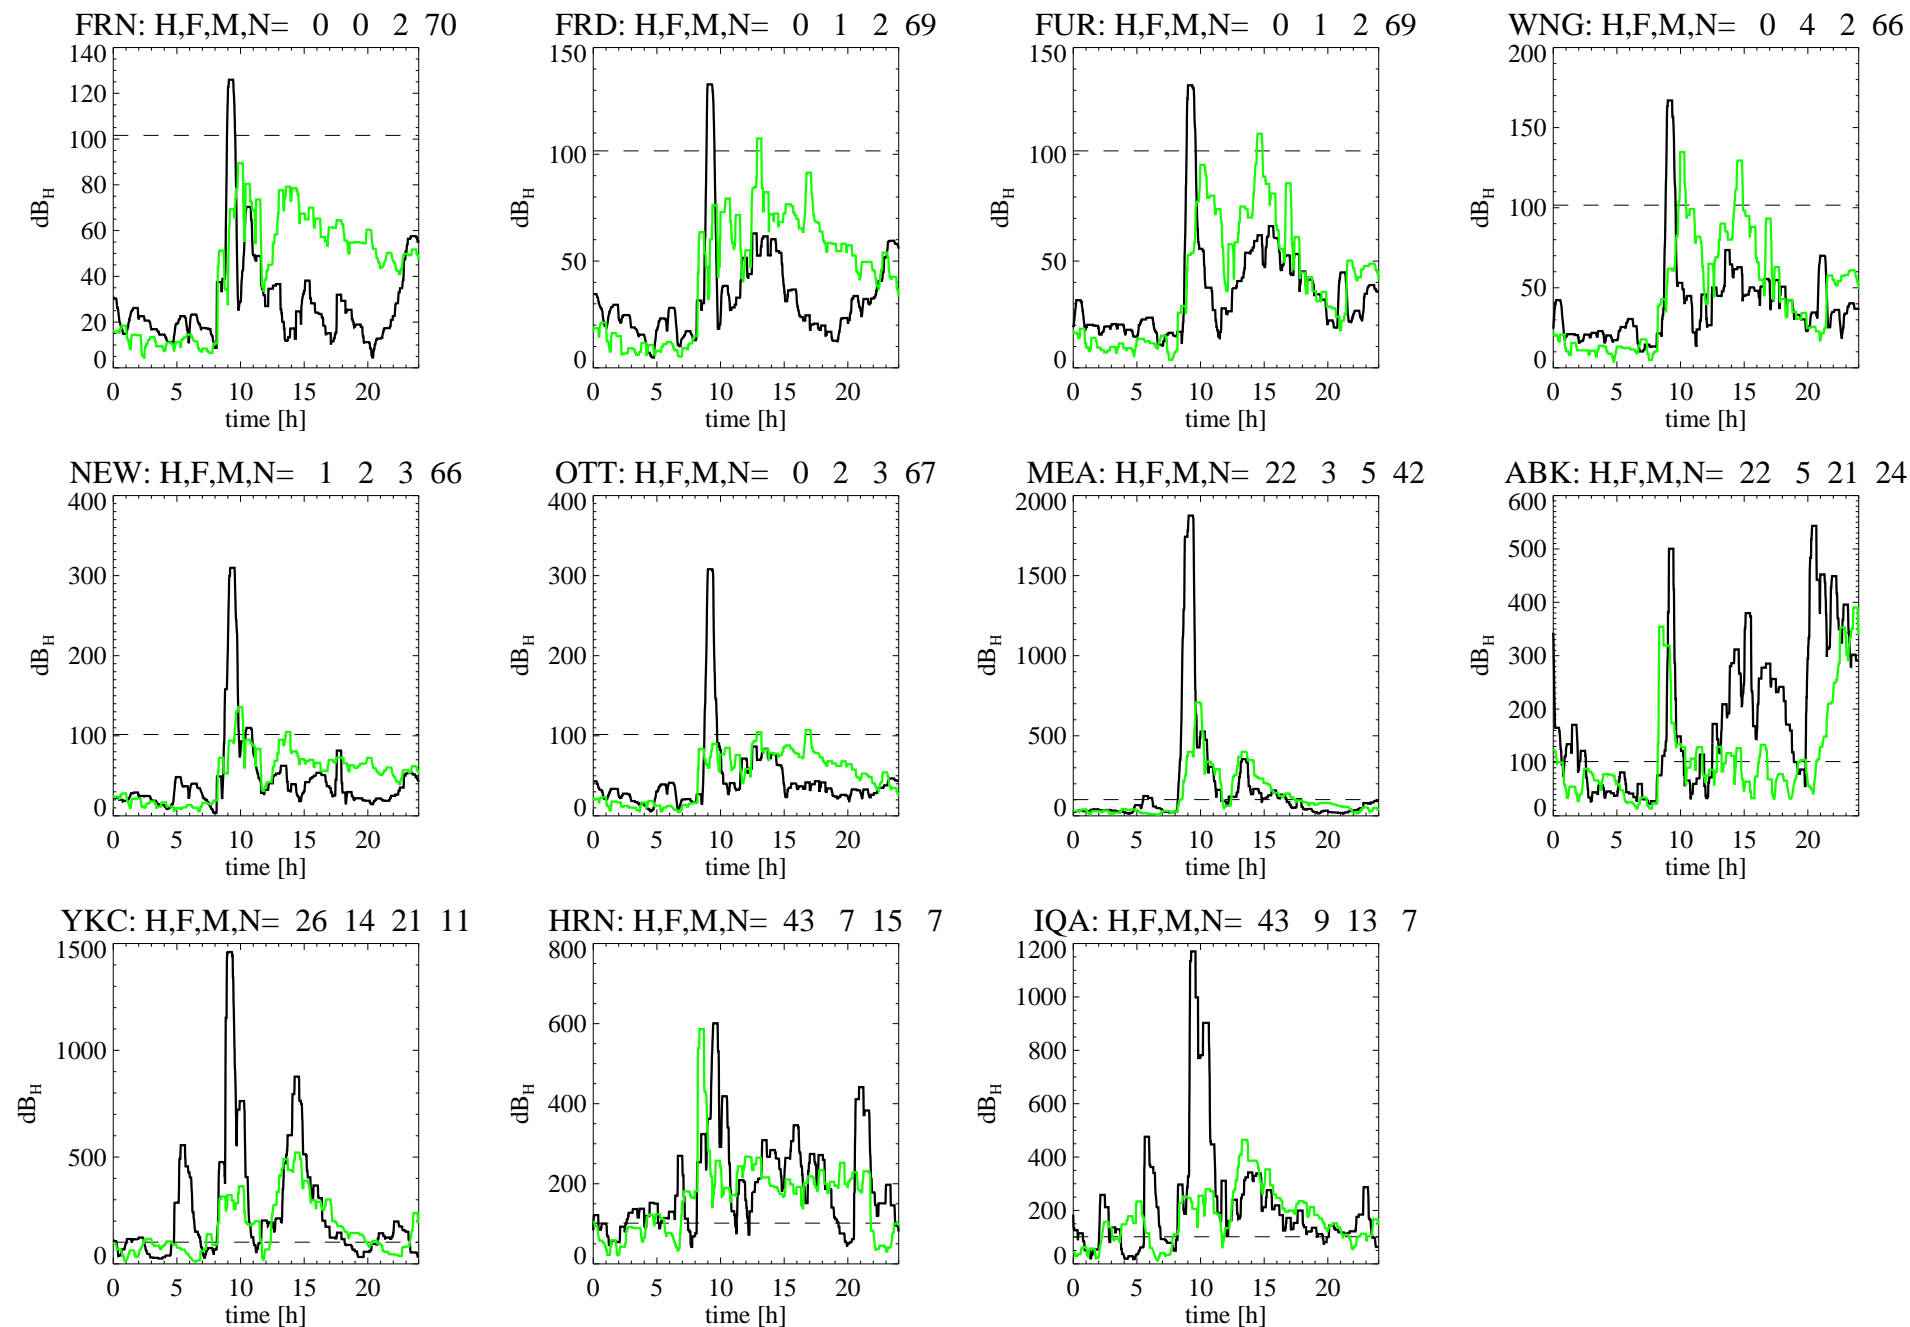 FRN: H,F,M,N= 0 0 2 70
140
120
100
80
60
40
20
0
dB_H
0 5 10 15 20
time [h]
FRD: H,F,M,N= 0 1 2 69
150
100
50
0
dB_H
0 5 10 15 20
time [h]
FUR: H,F,M,N= 0 1 2 69
150
100
50
0
dB_H
0 5 10 15 20
time [h]
WNG: H,F,M,N= 0 4 2 66
200
150
100
50
0
dB_H
0 5 10 15 20
time [h]
NEW: H,F,M,N= 1 2 3 66
400
300
200
100
0
dB_H
0 5 10 15 20
time [h]
OTT: H,F,M,N= 0 2 3 67
400
300
200
100
0
dB_H
0 5 10 15 20
time [h]
MEA: H,F,M,N= 22 3 5 42
2000
1500
1000
500
0
dB_H
0 5 10 15 20
time [h]
ABK: H,F,M,N= 22 5 21 24
600
500
400
300
200
100
0
dB_H
0 5 10 15 20
time [h]
YKC: H,F,M,N= 26 14 21 11
1500
1000
500
0
dB_H
0 5 10 15 20
time [h]
HRN: H,F,M,N= 43 7 15 7
800
600
400
200
0
dB_H
0 5 10 15 20
time [h]
IQA: H,F,M,N= 43 9 13 7
1200
1000
800
600
400
200
0
dB_H
0 5 10 15 20
time [h]